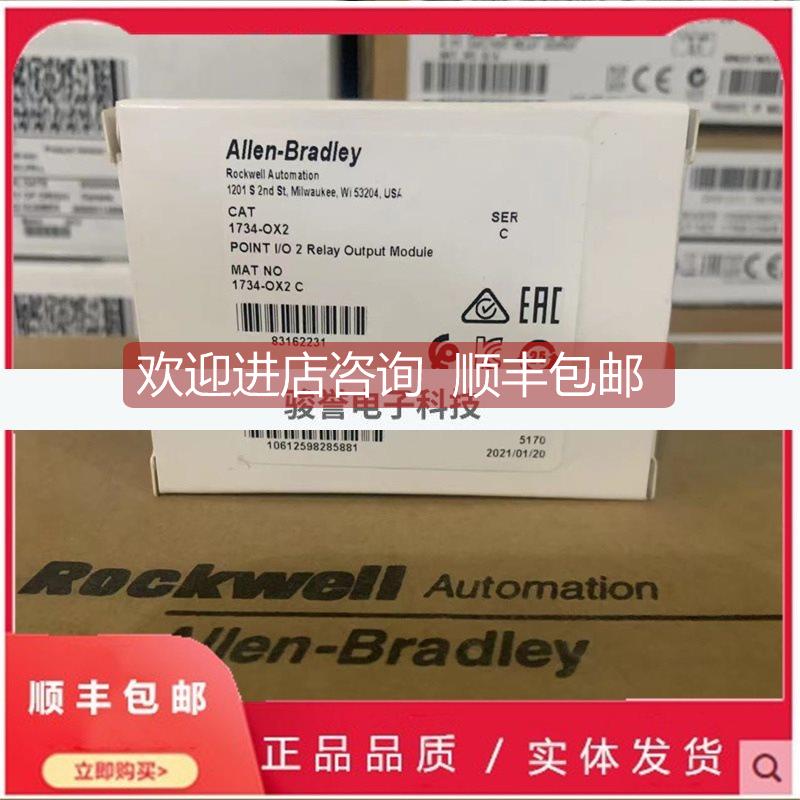 Allen-Bradley
Rockwell Automation
1201 S 2nd St, Milwaukee, Wi 53204, USA
CAT
1734-OX2
SER
C
POINT I/O 2 Relay Output Module
MAT NO
1734-OX2 C
EAC
83162231
25
欢迎进店咨询 顺丰包邮
骏誉电子科技
10612598285881
5170
2021/01/20
Rockwell Automation
Allen-Bradley
顺丰包邮
立即购买>
正品品质 / 实体发货